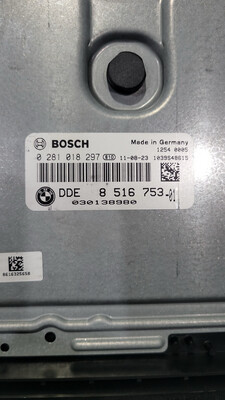 BOSCH
Made in Germany
1254 0005
0 281 018 297
11-08-23 1039S48615
DDE 8 516 753-01
030138980